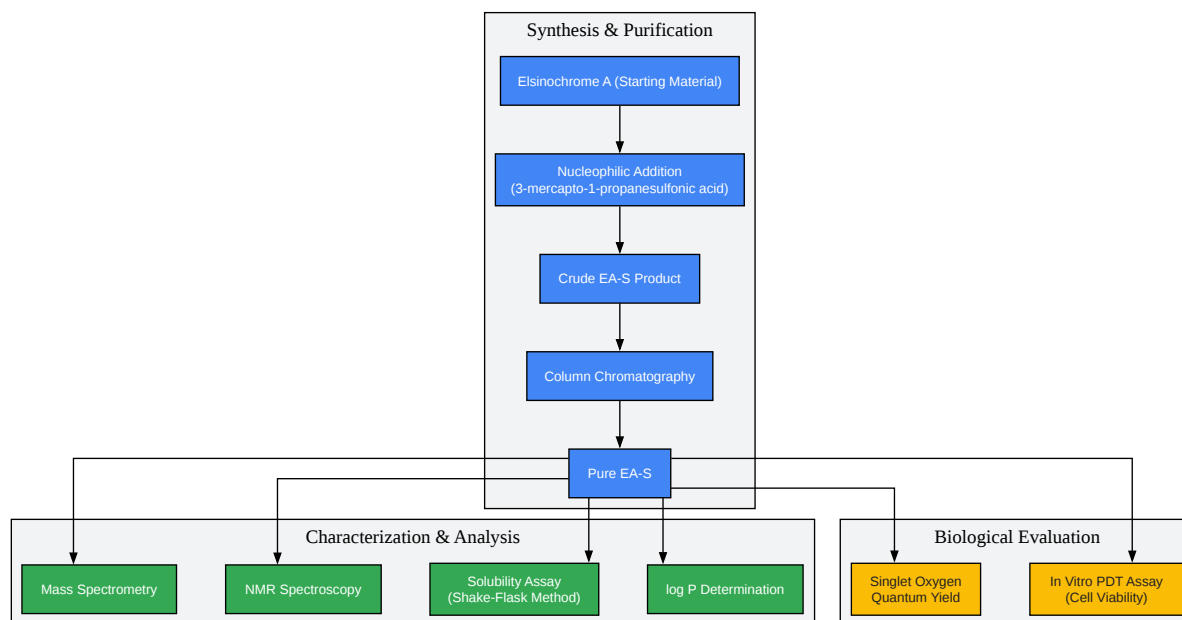 Synthesis & Purification
Elsinochrome A (Starting Material)
Nucleophilic Addition
(3-mercapto-1-propanesulfonic acid)
Crude EA-S Product
Column Chromatography
Pure EA-S
Characterization & Analysis
Mass Spectrometry
NMR Spectroscopy
Solubility Assay
(Shake-Flask Method)
log P Determination
Biological Evaluation
Singlet Oxygen
Quantum Yield
In Vitro PDT Assay
(Cell Viability)